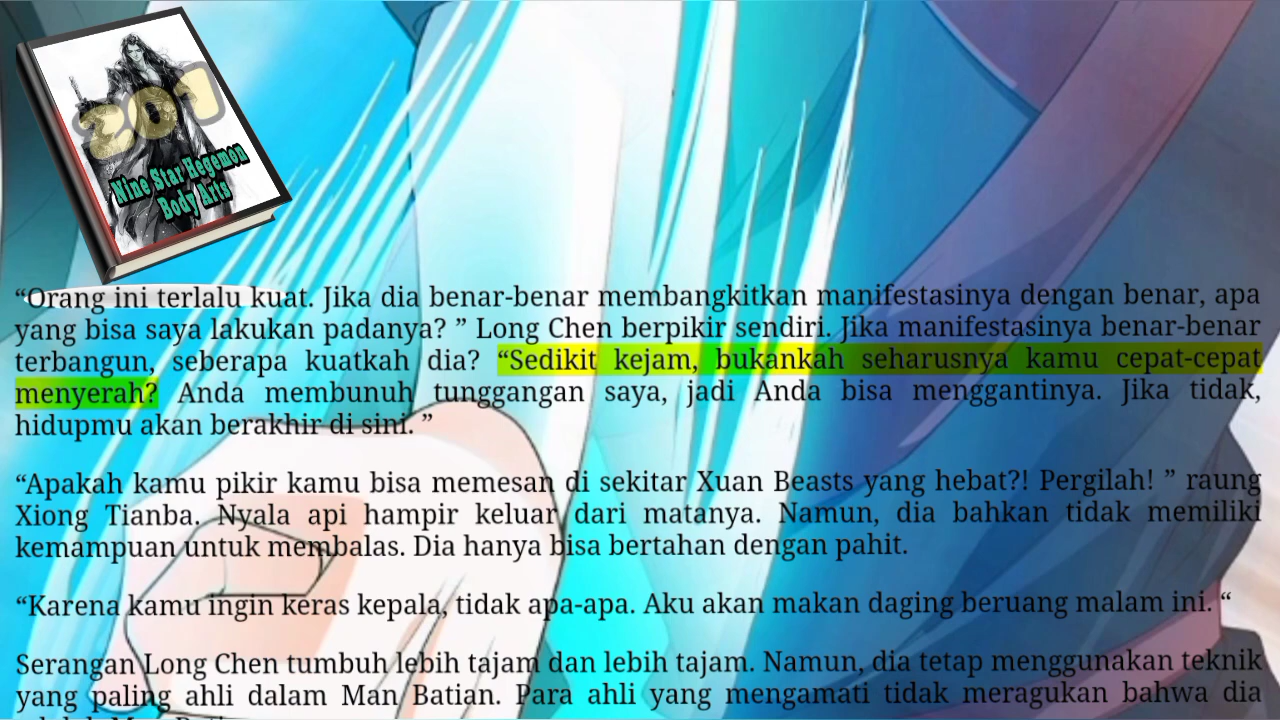 201
Nine Star Hegemon
Body Arts
“Orang ini terlalu kuat. Jika dia benar-benar membangkitkan manifestasinya dengan benar, apa
yang bisa saya lakukan padanya? ” Long Chen berpikir sendiri. Jika manifestasinya benar-benar
terbangun, seberapa kuatkah dia? “Sedikit kejam, bukankah seharusnya kamu cepat-cepat
menyerah? Anda membunuh tunggangan saya, jadi Anda bisa menggantinya. Jika tidak,
hidupmu akan berakhir di sini. ”
“Apakah kamu pikir kamu bisa memesan di sekitar Xuan Beasts yang hebat?! Pergilah! ” raung
Xiong Tianba. Nyala api hampir keluar dari matanya. Namun, dia bahkan tidak memiliki
kemampuan untuk membalas. Dia hanya bisa bertahan dengan pahit.
“Karena kamu ingin keras kepala, tidak apa-apa. Aku akan makan daging beruang malam ini. “
Serangan Long Chen tumbuh lebih tajam dan lebih tajam. Namun, dia tetap menggunakan teknik
yang paling ahli dalam Man Batian. Para ahli yang mengamati tidak meragukan bahwa dia